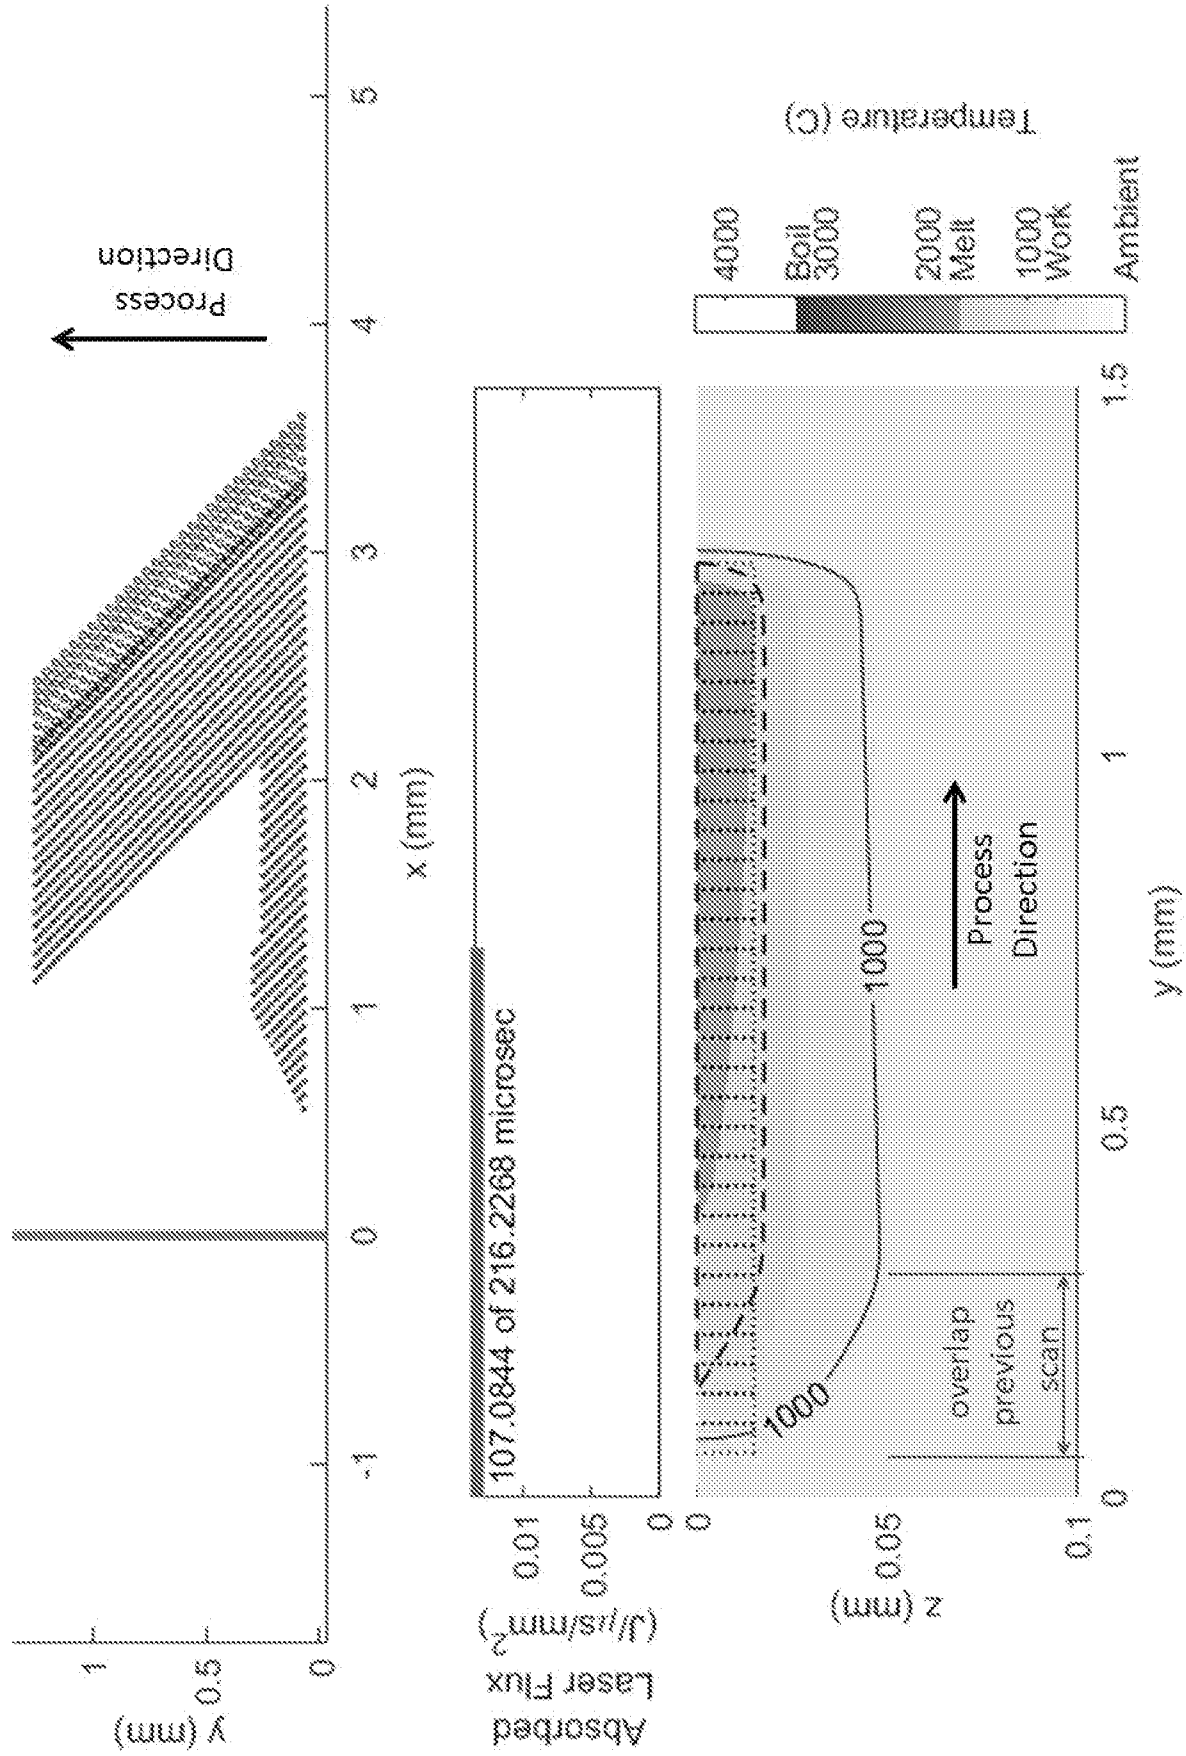 y (mm)
1
0.5
0
Process
Direction
-1
0
1
2
3
4
5
x (mm)
Absorbed
Laser Flux
(J/μs/mm²)
0.01
0.005
0
107.0844 of 216.2268 microsec
z (mm)
0
0.05
0.1
1000
1000
overlap
previous
scan
Process
Direction
0
0.5
1
1.5
y (mm)
4000
Boil
3000
2000
Melt
1000
Work
Ambient
Temperature (C)